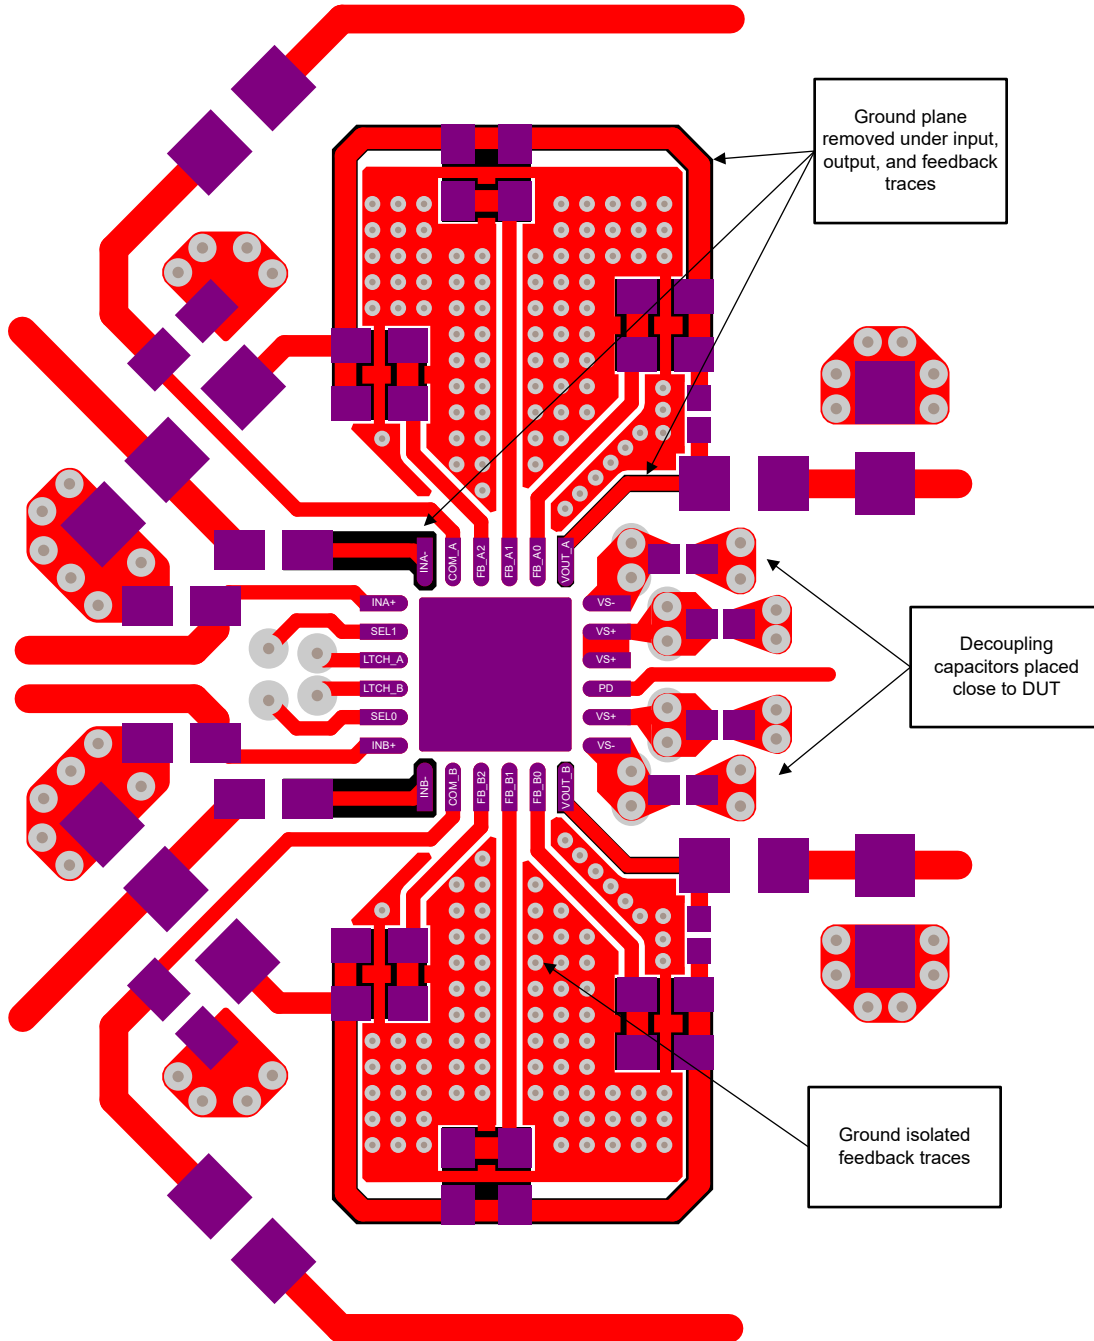 Ground plane
removed under input,
output, and feedback
traces
INA-
COM_A
FB_A2
FB_A1
FB_A0
VOUT_A
INA+
SEL1
LTCH_A
LTCH_B
SEL0
INB+
VS-
VS+
VS+
PD
VS+
VS-
INB-
COM_B
FB_B2
FB_B1
FB_B0
VOUT_B
Decoupling
capacitors placed
close to DUT
Ground isolated
feedback traces